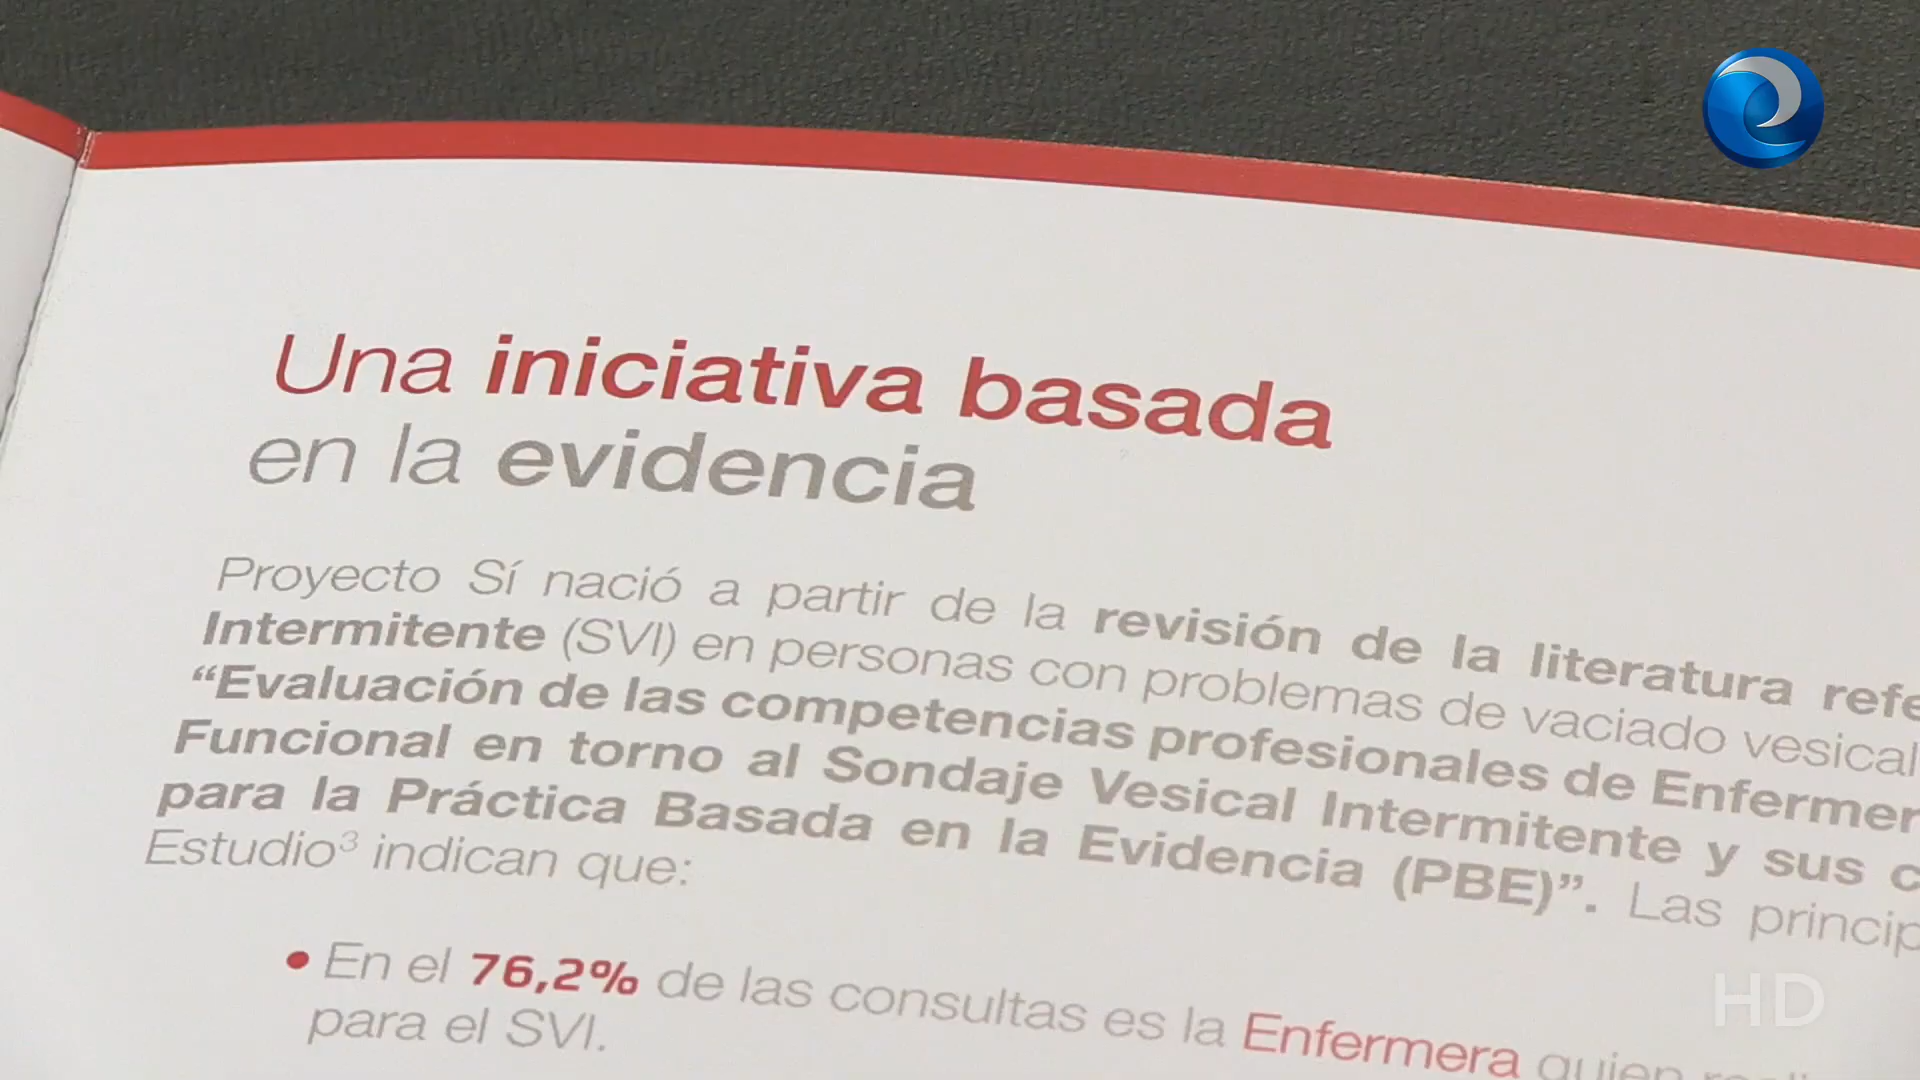 Una iniciativa basada
en la evidencia
Proyecto Sí nació a partir de la revisión de la literatura
Intermitente (SVI) en personas con problemas de vaciado vesical
“Evaluación de las competencias profesionales de
Funcional en torno al Sondaje Vesical Intermitente y sus
para la Práctica Basada en la Evidencia (PBE)”. Las
Estudio³ indican que:
• En el 76,2% de las consultas es la Enfermera quien
para el SVI.
HD